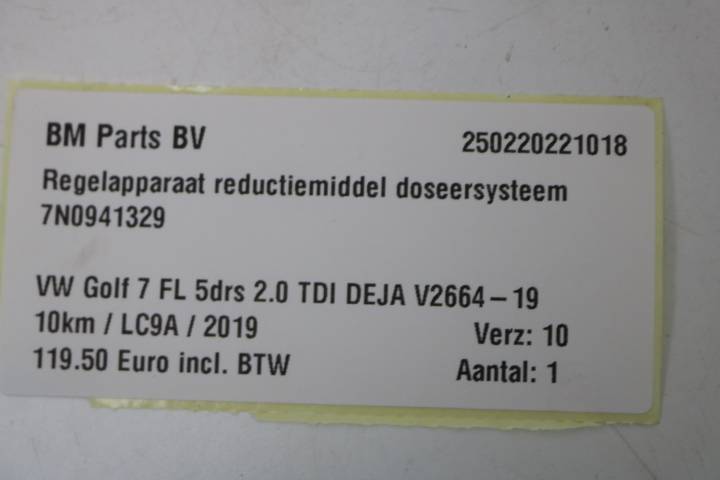 BM Parts BV 250220221018
Regelapparaat reductiemiddel doseersysteem
7N0941329
VW Golf 7 FL 5drs 2.0 TDI DEJA V2664-19
10km / LC9A / 2019 Verz: 10
119.50 Euro incl. BTW Aantal: 1